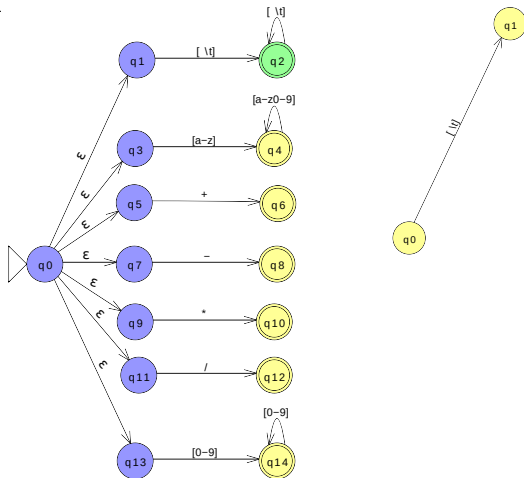 [ \t]
q1
[ \t]
q2
q1
[a-z0-9]
[ \t]
ε
q3
[a-z]
q4
ε
q5
+
q6
ε
q0
q0
ε
q7
-
q8
ε
q9
*
q10
ε
q11
/
q12
ε
[0-9]
q13
[0-9]
q14